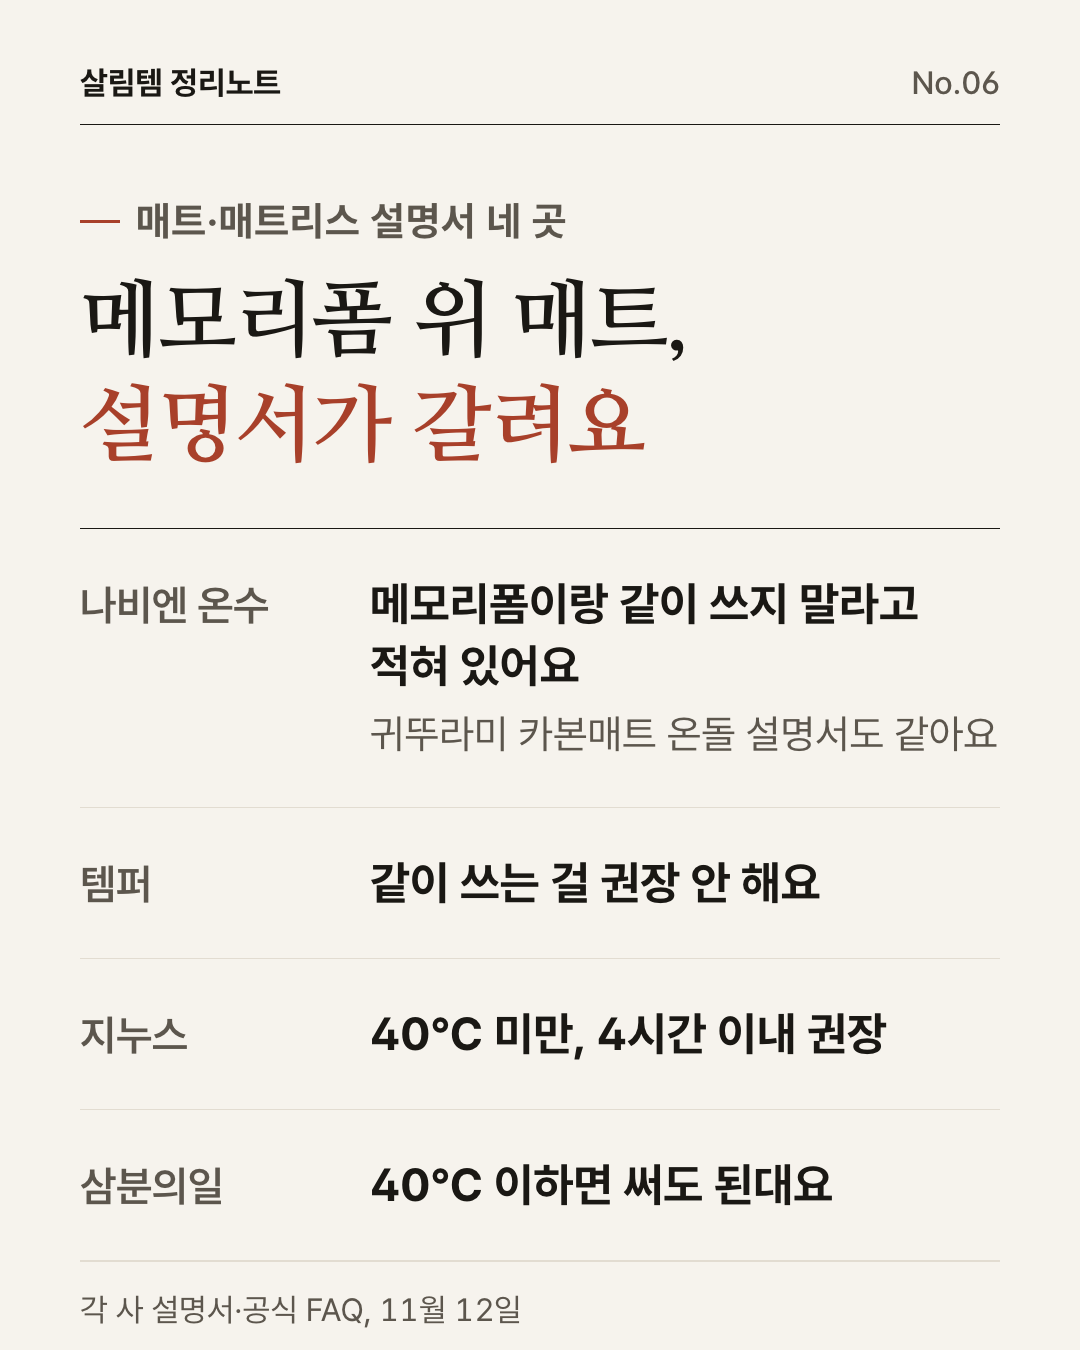 살림템 정리노트
No.06
매트·매트리스 설명서 네 곳
메모리폼 위 매트,
설명서가 갈려요
나비엔 온수
메모리폼이랑 같이 쓰지 말라고
적혀 있어요
귀뚜라미 카본매트 온돌 설명서도 같아요
템퍼
같이 쓰는 걸 권장 안 해요
지누스
40°C 미만, 4시간 이내 권장
삼분의일
40°C 이하면 써도 된대요
각 사 설명서·공식 FAQ, 11월 12일